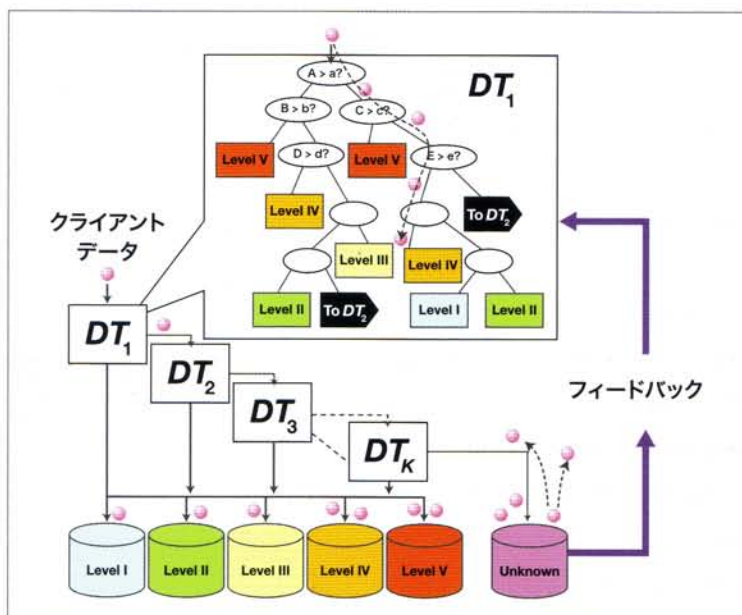 A > a?
DT1
B > b?
C > c?
Level V
D > d?
Level V
E > e?
Level IV
To DT2
クライアント
データ
Level III
Level IV
Level II
To DT2
Level I
Level II
DT1
DT2
DT3
DTK
フィードバック
Level I
Level II
Level III
Level IV
Level V
Unknown